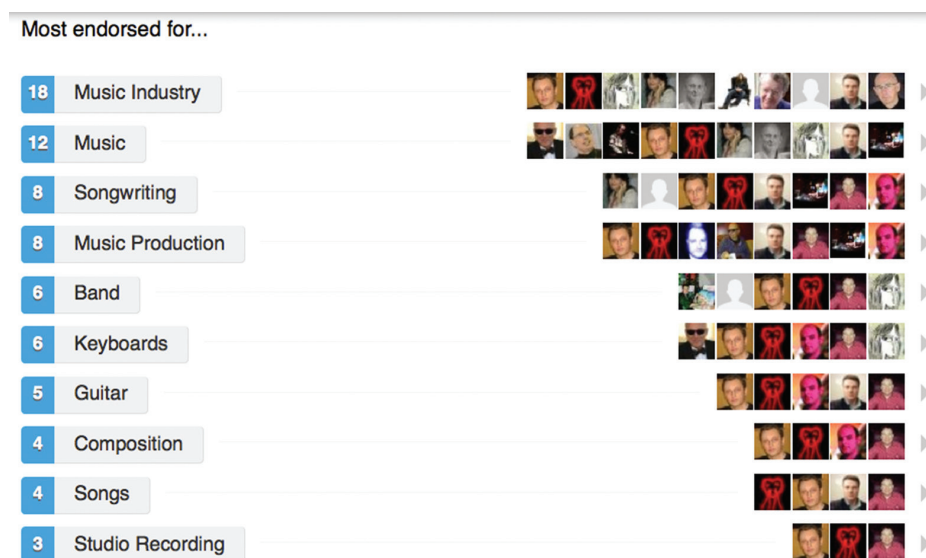 Most endorsed for...
18 Music Industry
12 Music
8 Songwriting
8 Music Production
6 Band
6 Keyboards
5 Guitar
4 Composition
4 Songs
3 Studio Recording